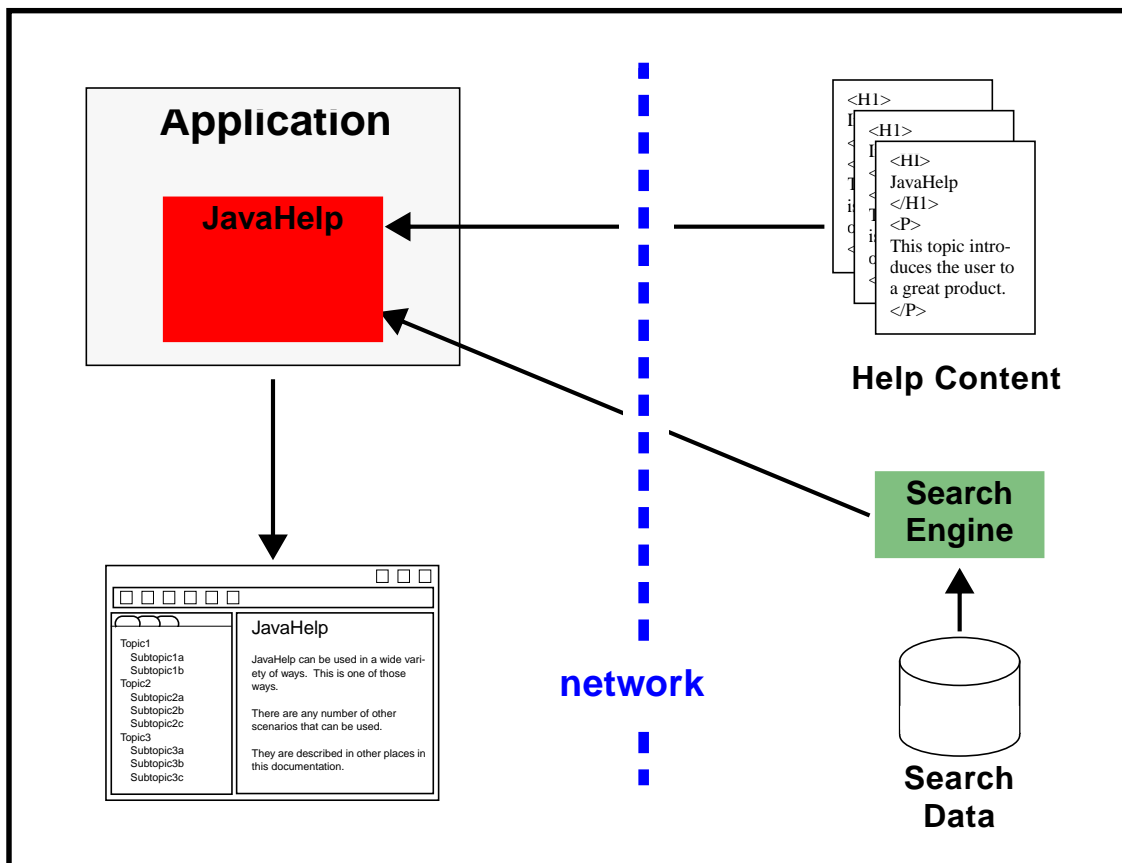 Application
JavaHelp
<H1>
I
<
<
T
is
o
<
<H1>
I
<
<
T
is
o
<
<HI>
JavaHelp
</H1>
<P>
This topic intro-
duces the user to
a great product.
</P>
Help Content
Search
Engine
Search
Data
network
Topic1
Subtopic1a
Subtopic1b
Topic2
Subtopic2a
Subtopic2b
Subtopic2c
Topic3
Subtopic3a
Subtopic3b
Subtopic3c
JavaHelp
JavaHelp can be used in a wide vari-
ety of ways.  This is one of those
ways.
There are any number of other
scenarios that can be used.
They are described in other places in
this documentation.